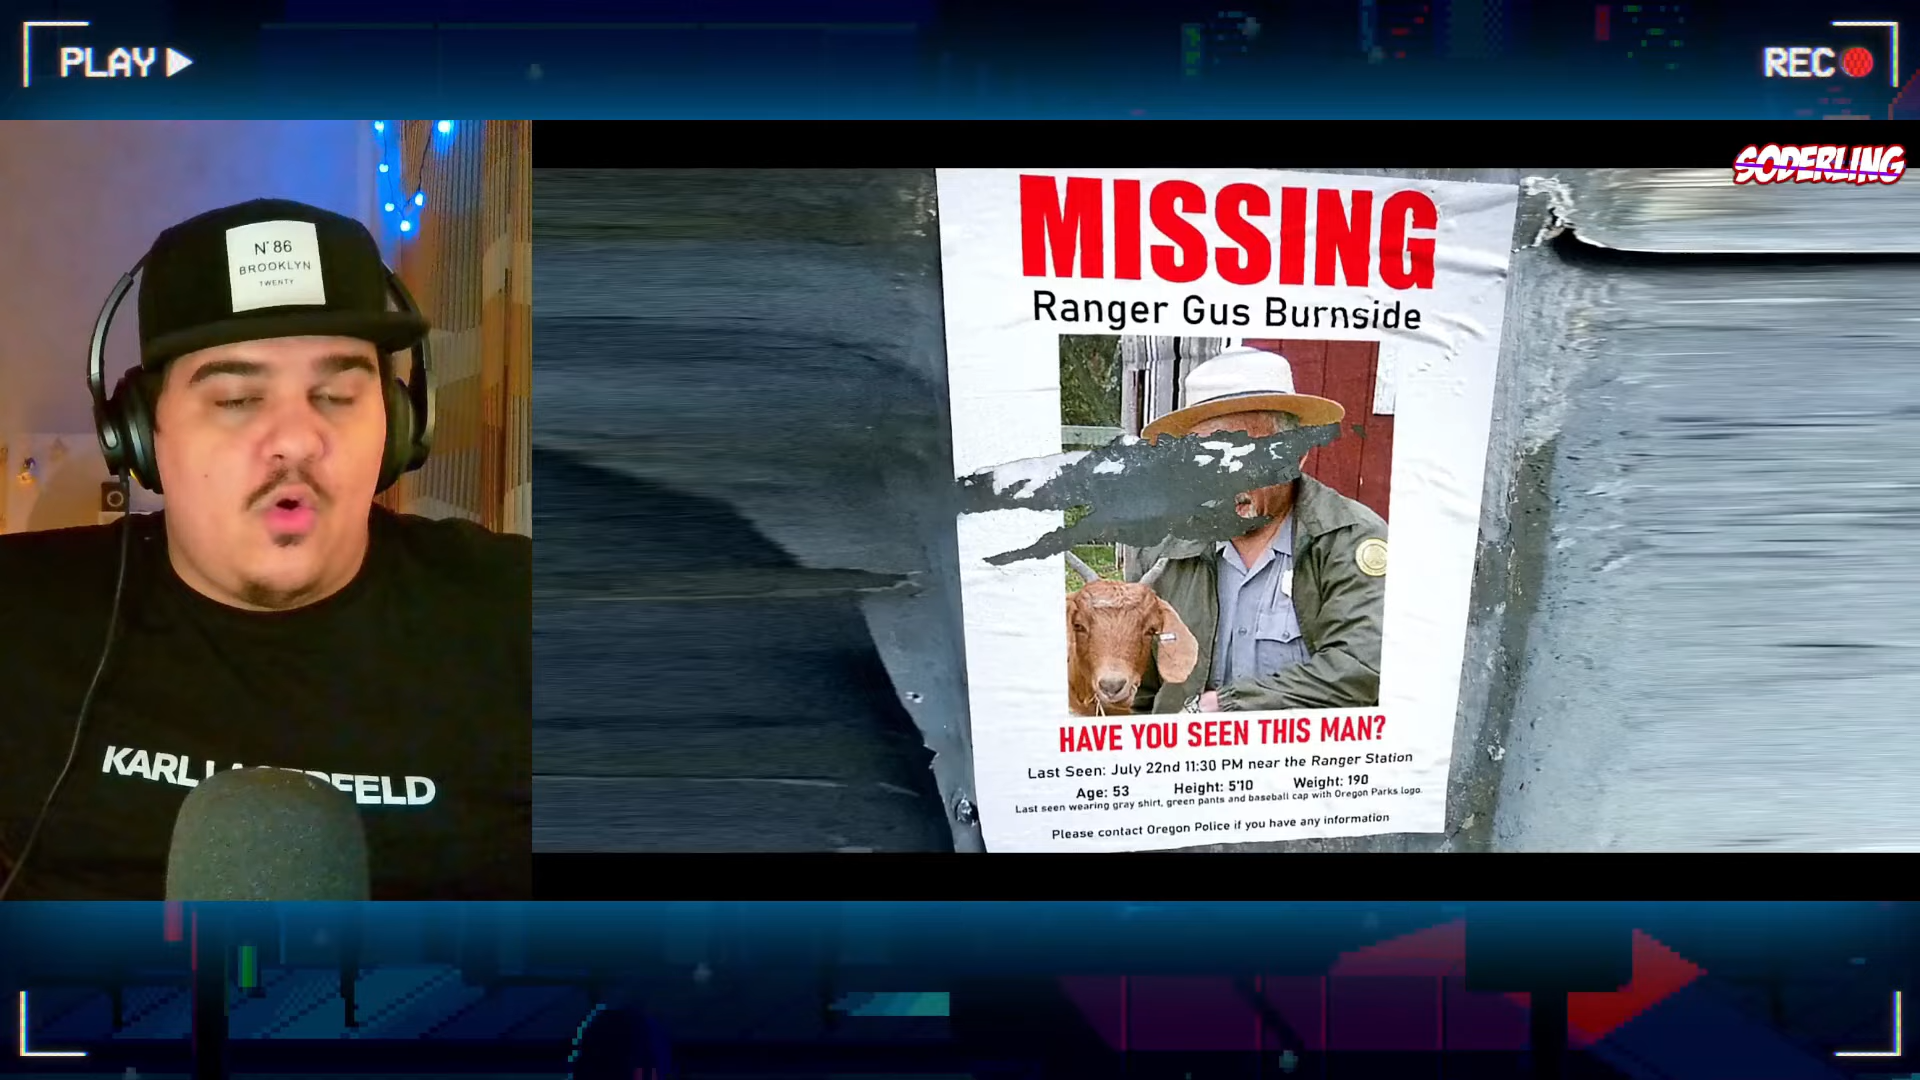 PLAY
REC
SODERLING
N° 86
BROOKLYN
TWENTY
KARL LAGERFELD
MISSING
Ranger Gus Burnside
HAVE YOU SEEN THIS MAN?
Last Seen: July 22nd 11:30 PM near the Ranger Station
Age: 53 Height: 5'10 Weight: 190
Last seen wearing gray shirt, green pants and baseball cap with Oregon Parks logo.
Please contact Oregon Police if you have any information